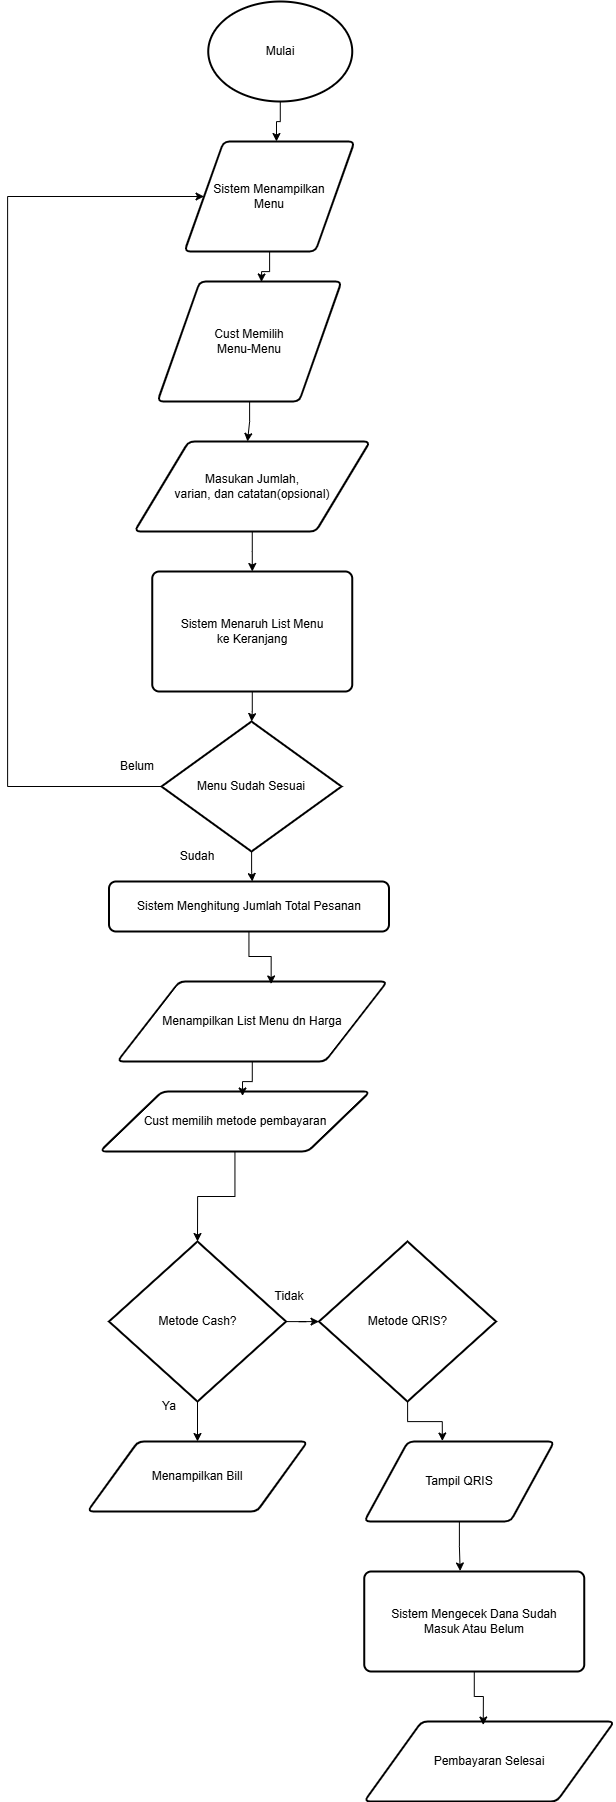 Mulai
Sistem Menampilkan
Menu
Cust Memilih
Menu-Menu
Masukan Jumlah,
varian, dan catatan(opsional)
Sistem Menaruh List Menu
ke Keranjang
Belum
Menu Sudah Sesuai
Sudah
Sistem Menghitung Jumlah Total Pesanan
Menampilkan List Menu dn Harga
Cust memilih metode pembayaran
Tidak
Metode Cash?
Metode QRIS?
Ya
Menampilkan Bill
Tampil QRIS
Sistem Mengecek Dana Sudah
Masuk Atau Belum
Pembayaran Selesai